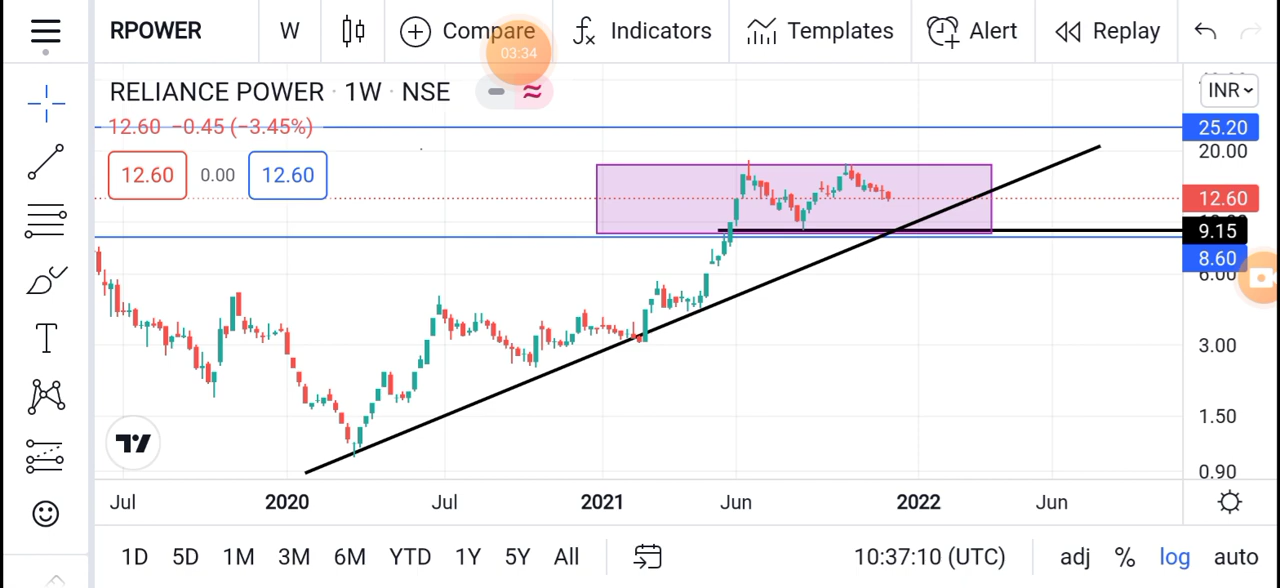 RPOWER W Compare Indicators Templates Alert Replay
03:34
RELIANCE POWER · 1W · NSE
INR
12.60 −0.45 (−3.45%)
25.20
20.00
12.60 0.00 12.60
12.60
9.15
8.60
6.00
3.00
1.50
0.90
Jul 2020 Jul 2021 Jun 2022 Jun
1D 5D 1M 3M 6M YTD 1Y 5Y All 10:37:10 (UTC) adj % log auto